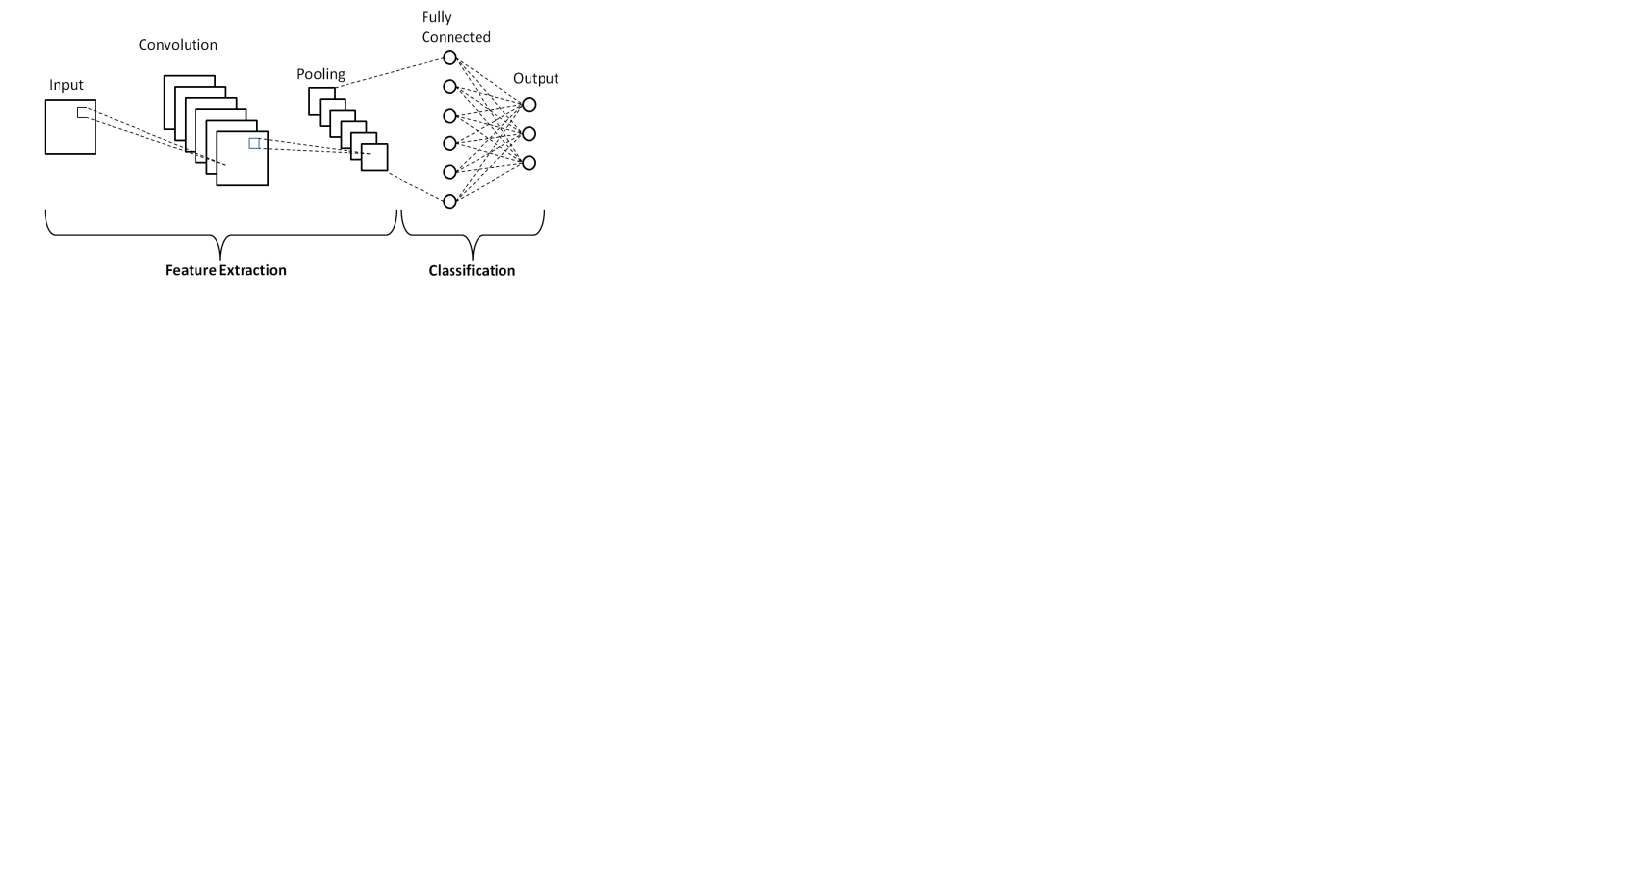 Input
Convolution
Pooling
Fully
Connected
Output
Feature Extraction
Classification